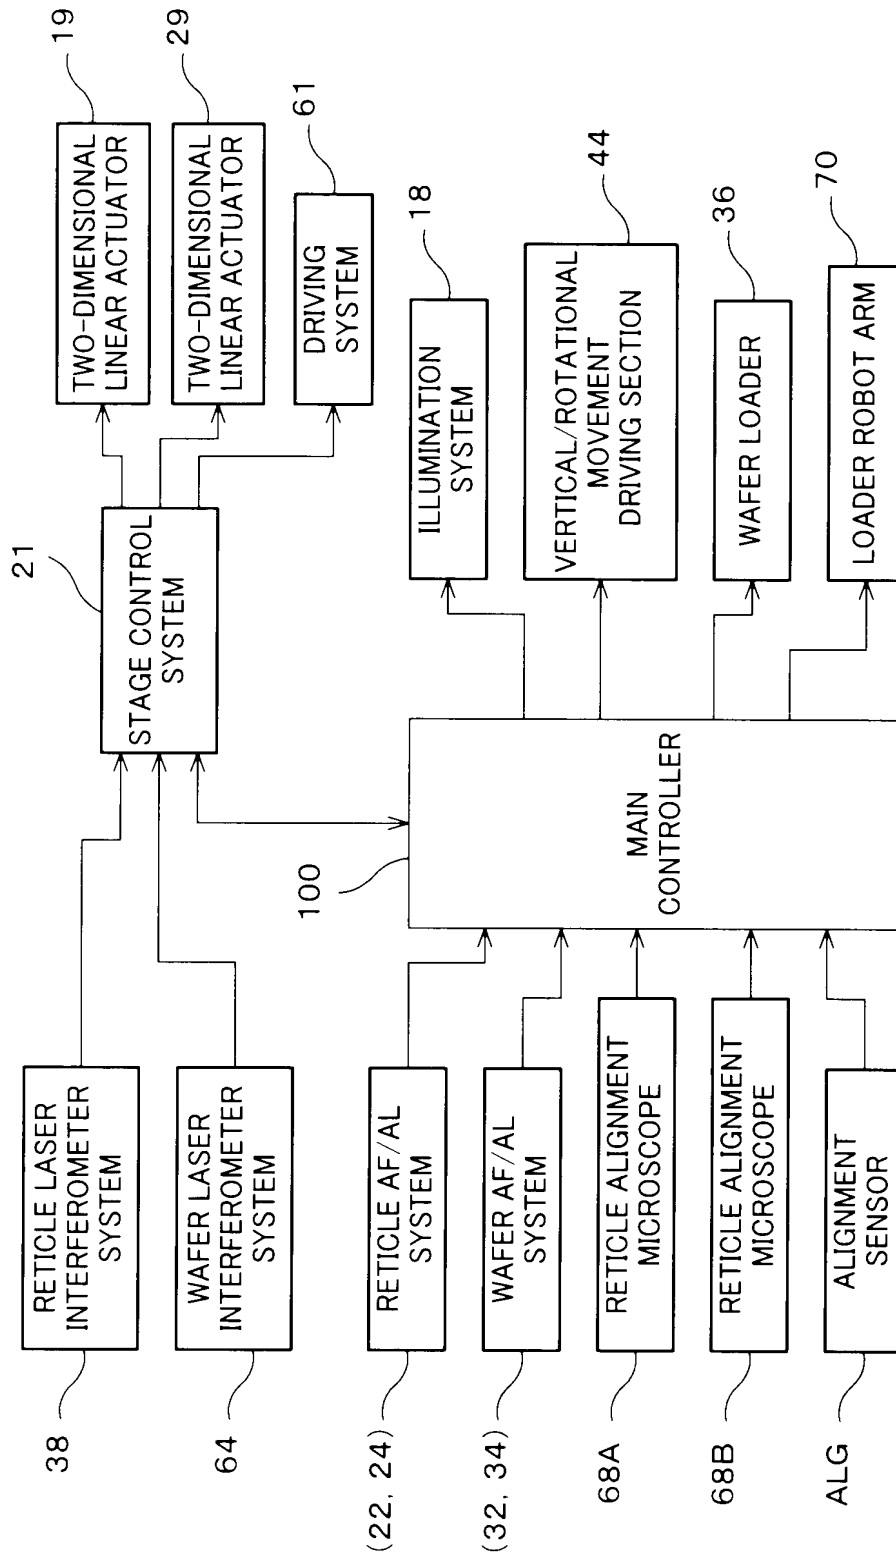 38
RETICLE LASER
INTERFEROMETER
SYSTEM
64
WAFER LASER
INTERFEROMETER
SYSTEM
21
STAGE CONTROL
SYSTEM
TWO-DIMENSIONAL
LINEAR ACTUATOR
19
TWO-DIMENSIONAL
LINEAR ACTUATOR
29
DRIVING
SYSTEM
61
(22, 24)
RETICLE AF/AL
SYSTEM
(32, 34)
WAFER AF/AL
SYSTEM
68A
RETICLE ALIGNMENT
MICROSCOPE
68B
RETICLE ALIGNMENT
MICROSCOPE
ALG
ALIGNMENT
SENSOR
100
MAIN
CONTROLLER
ILLUMINATION
SYSTEM
18
VERTICAL/ROTATIONAL
MOVEMENT
DRIVING SECTION
44
WAFER LOADER
36
LOADER ROBOT ARM
70